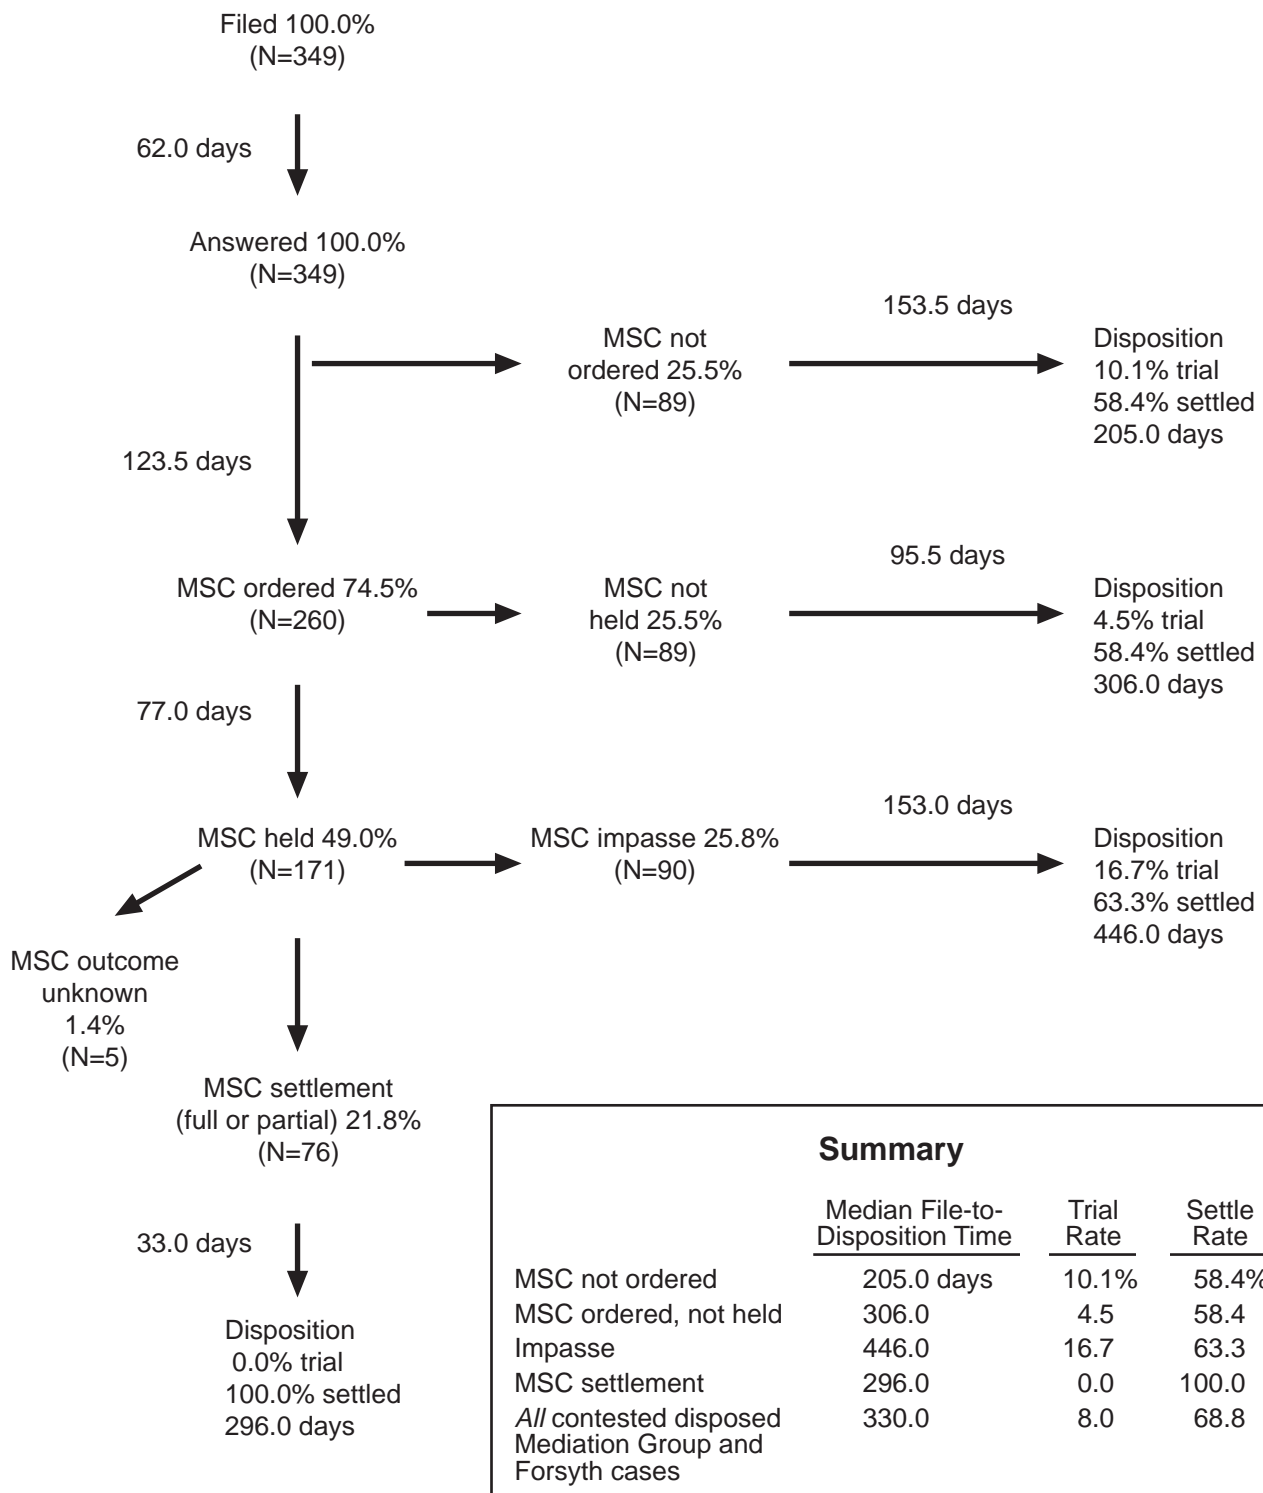 Filed 100.0%
(N=349)
62.0 days
Answered 100.0%
(N=349)
153.5 days
MSC not
ordered 25.5%
(N=89)
Disposition
10.1% trial
58.4% settled
205.0 days
123.5 days
95.5 days
MSC ordered 74.5%
(N=260)
MSC not
held 25.5%
(N=89)
Disposition
4.5% trial
58.4% settled
306.0 days
77.0 days
153.0 days
MSC held 49.0%
(N=171)
MSC impasse 25.8%
(N=90)
Disposition
16.7% trial
63.3% settled
446.0 days
MSC outcome
unknown
1.4%
(N=5)
MSC settlement
(full or partial) 21.8%
(N=76)
33.0 days
Disposition
0.0% trial
100.0% settled
296.0 days
Summary
Median File-to-
Disposition Time
Trial
Rate
Settle
Rate
MSC not ordered 205.0 days 10.1% 58.4%
MSC ordered, not held 306.0 4.5 58.4
Impasse 446.0 16.7 63.3
MSC settlement 296.0 0.0 100.0
All contested disposed 330.0 8.0 68.8
Mediation Group and
Forsyth cases